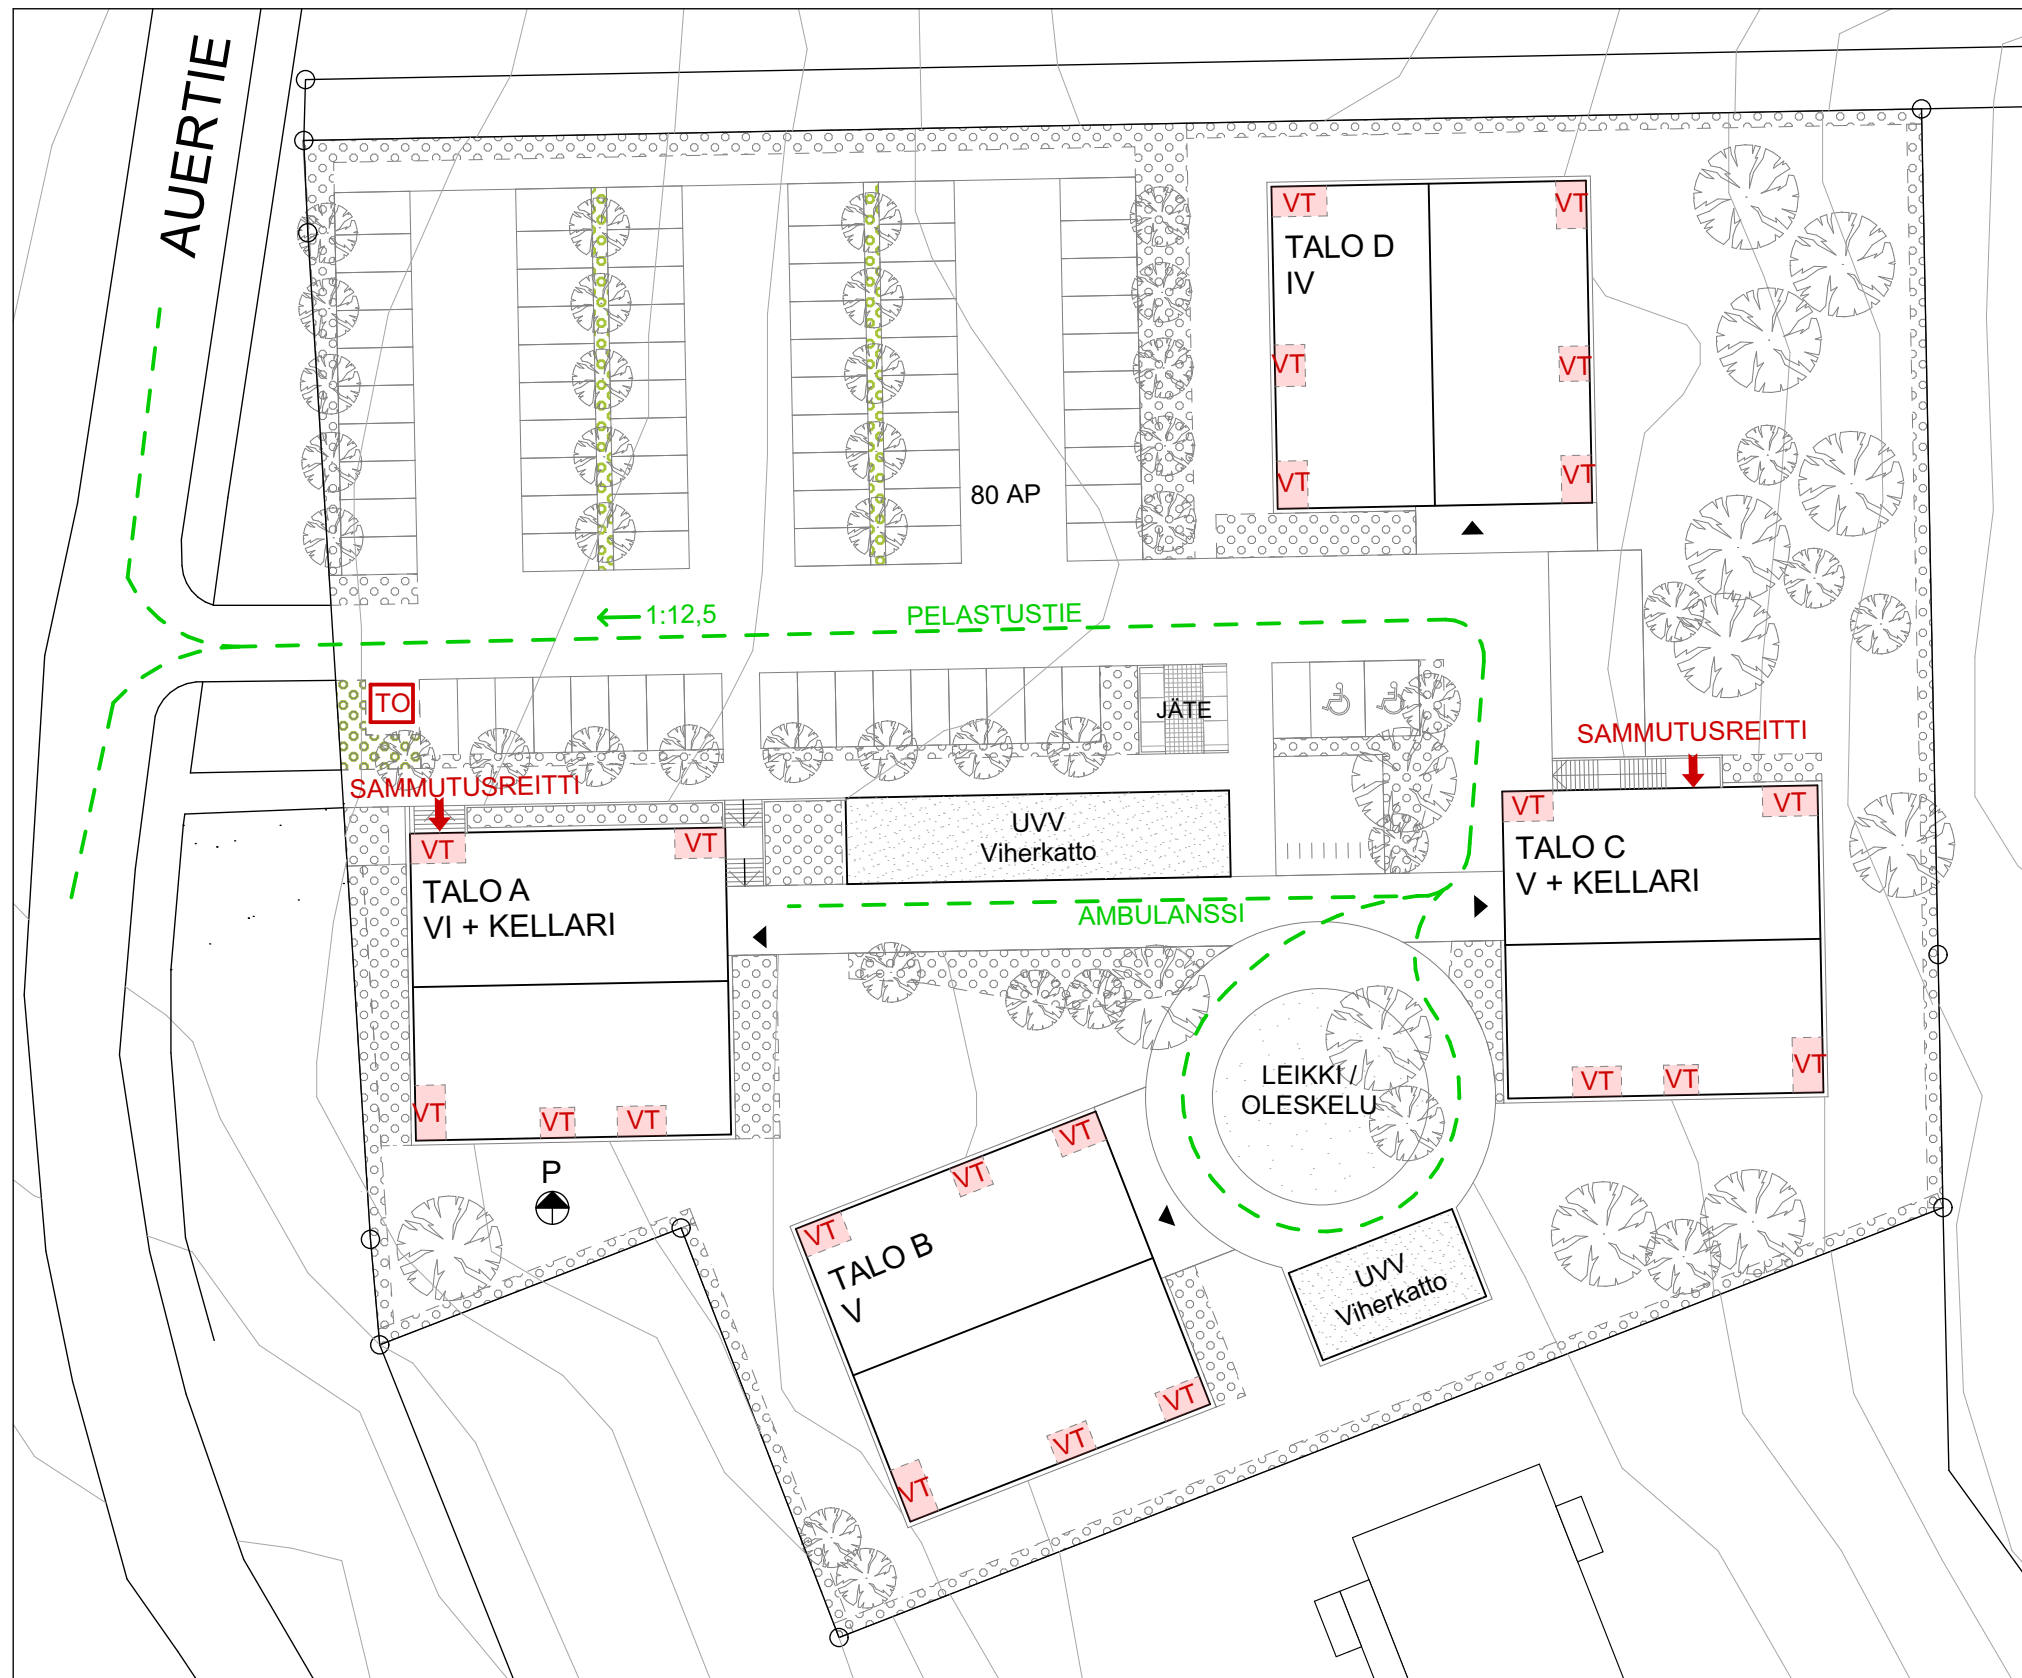 AUERTIE
VT
VT
TALO D
IV
VT
VT
VT
VT
80 AP
1:12,5
PELASTUSTIE
TO
JÄTE
SAMMUTUSREITTI
SAMMUTUSREITTI
VT
VT
TALO A
VI + KELLARI
VT
VT
VT
UVV
Viherkatto
VT
VT
TALO C
V + KELLARI
VT
VT
VT
AMBULANSSI
LEIKKI /
OLESKELU
P
VT
VT
VT
TALO B
V
VT
VT
VT
UVV
Viherkatto